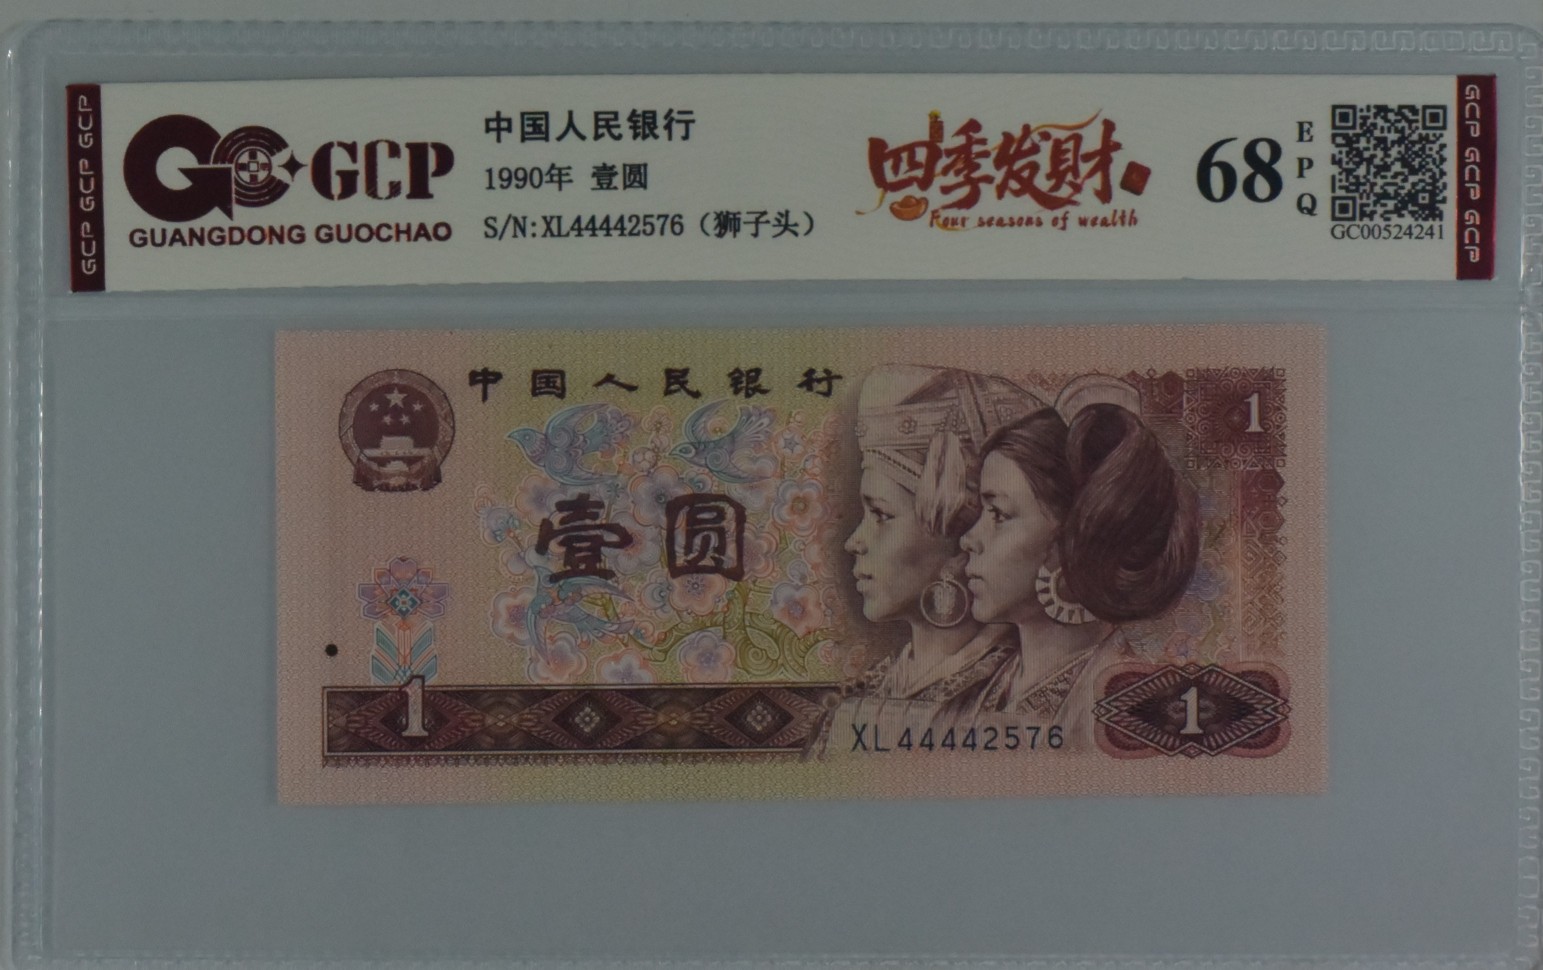 GCP GCP GCP
GCP
GUANGDONG GUOCHAO
中国人民银行
1990年 壹圆
S/N:XL44442576（狮子头）
四季发财
Four seasons of wealth
68
EPQ
GC00524241
GCP GCP GCP
中国人民银行
1
壹圆
1
1
XL44442576